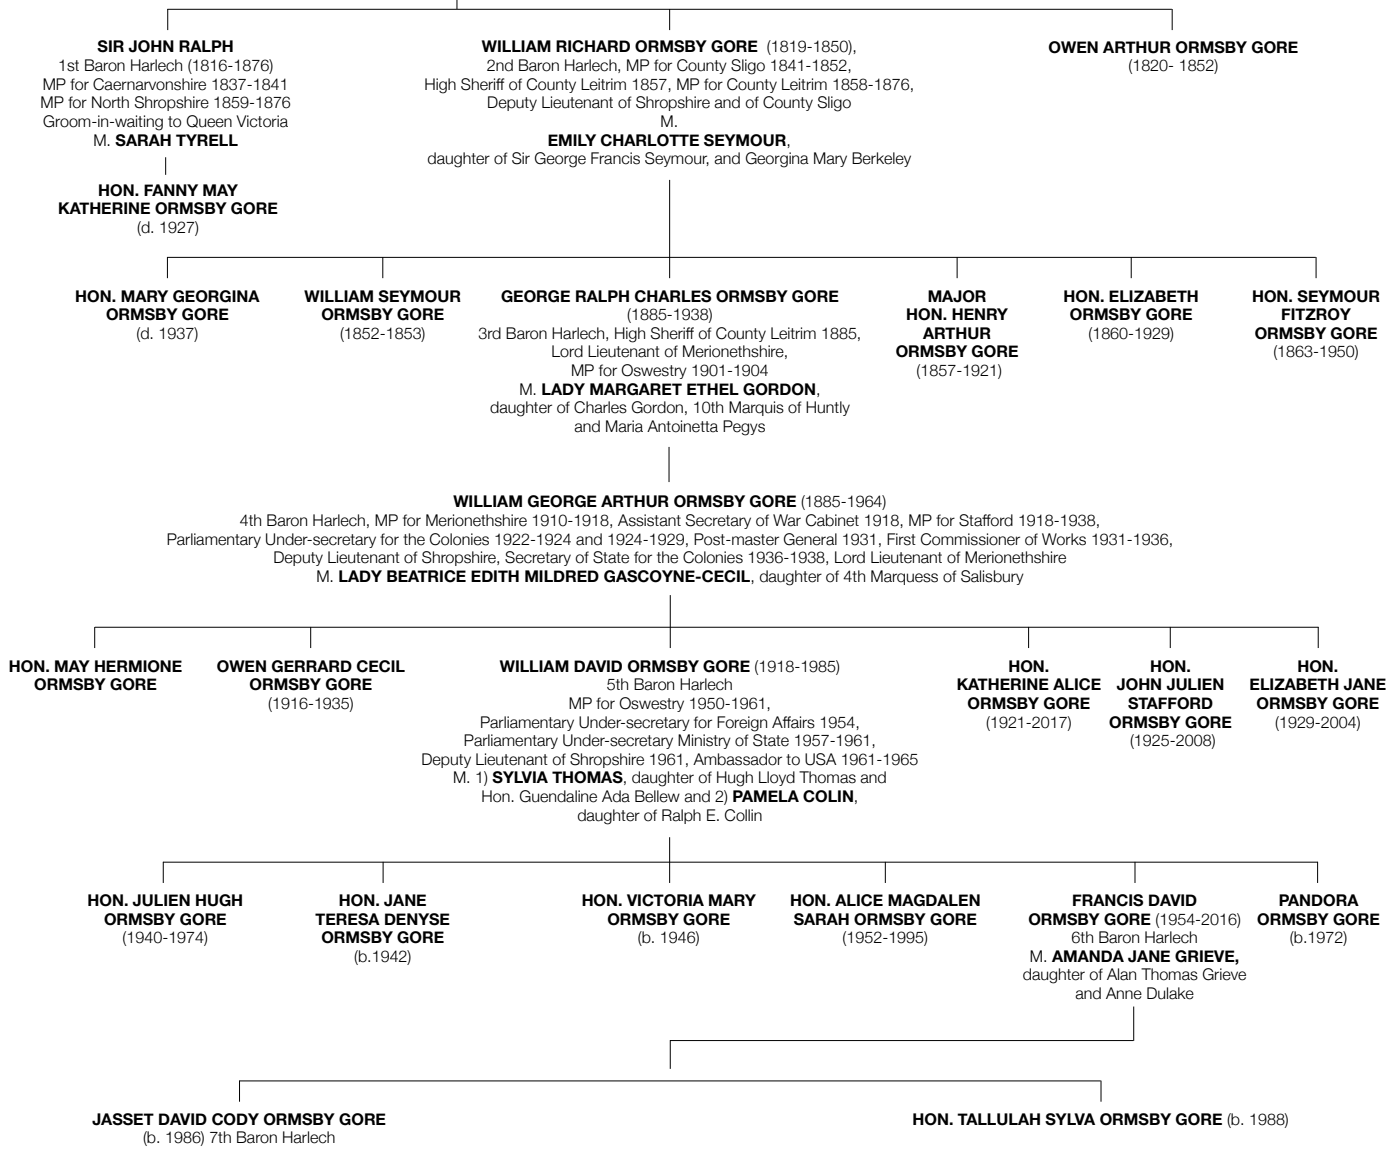 SIR JOHN RALPH
1st Baron Harlech (1816-1876)
MP for Caernarvonshire 1837-1841
MP for North Shropshire 1859-1876
Groom-in-waiting to Queen Victoria
M. SARAH TYRELL
HON. FANNY MAY
KATHERINE ORMSBY GORE
(d. 1927)
WILLIAM RICHARD ORMSBY GORE (1819-1850),
2nd Baron Harlech, MP for County Sligo 1841-1852,
High Sheriff of County Leitrim 1857, MP for County Leitrim 1858-1876,
Deputy Lieutenant of Shropshire and of County Sligo
M.
EMILY CHARLOTTE SEYMOUR,
daughter of Sir George Francis Seymour, and Georgina Mary Berkeley
OWEN ARTHUR ORMSBY GORE
(1820- 1852)
HON. MARY GEORGINA
ORMSBY GORE
(d. 1937)
WILLIAM SEYMOUR
ORMSBY GORE
(1852-1853)
GEORGE RALPH CHARLES ORMSBY GORE
(1885-1938)
3rd Baron Harlech, High Sheriff of County Leitrim 1885,
Lord Lieutenant of Merionethshire,
MP for Oswestry 1901-1904
M. LADY MARGARET ETHEL GORDON,
daughter of Charles Gordon, 10th Marquis of Huntly
and Maria Antoinetta Pegys
MAJOR
HON. HENRY
ARTHUR
ORMSBY GORE
(1857-1921)
HON. ELIZABETH
ORMSBY GORE
(1860-1929)
HON. SEYMOUR
FITZROY
ORMSBY GORE
(1863-1950)
WILLIAM GEORGE ARTHUR ORMSBY GORE (1885-1964)
4th Baron Harlech, MP for Merionethshire 1910-1918, Assistant Secretary of War Cabinet 1918, MP for Stafford 1918-1938,
Parliamentary Under-secretary for the Colonies 1922-1924 and 1924-1929, Post-master General 1931, First Commissioner of Works 1931-1936,
Deputy Lieutenant of Shropshire, Secretary of State for the Colonies 1936-1938, Lord Lieutenant of Merionethshire
M. LADY BEATRICE EDITH MILDRED GASCOYNE-CECIL, daughter of 4th Marquess of Salisbury
HON. MAY HERMIONE
ORMSBY GORE
OWEN GERRARD CECIL
ORMSBY GORE
(1916-1935)
WILLIAM DAVID ORMSBY GORE (1918-1985)
5th Baron Harlech
MP for Oswestry 1950-1961,
Parliamentary Under-secretary for Foreign Affairs 1954,
Parliamentary Under-secretary Ministry of State 1957-1961,
Deputy Lieutenant of Shropshire 1961, Ambassador to USA 1961-1965
M. 1) SYLVIA THOMAS, daughter of Hugh Lloyd Thomas and
Hon. Guendaline Ada Bellew and 2) PAMELA COLIN,
daughter of Ralph E. Collin
HON.
KATHERINE ALICE
ORMSBY GORE
(1921-2017)
HON.
JOHN JULIEN
STAFFORD
ORMSBY GORE
(1925-2008)
HON.
ELIZABETH JANE
ORMSBY GORE
(1929-2004)
HON. JULIEN HUGH
ORMSBY GORE
(1940-1974)
HON. JANE
TERESA DENYSE
ORMSBY GORE
(b.1942)
HON. VICTORIA MARY
ORMSBY GORE
(b. 1946)
HON. ALICE MAGDALEN
SARAH ORMSBY GORE
(1952-1995)
FRANCIS DAVID
ORMSBY GORE (1954-2016)
6th Baron Harlech
M. AMANDA JANE GRIEVE,
daughter of Alan Thomas Grieve
and Anne Dulake
PANDORA
ORMSBY GORE
(b.1972)
JASSET DAVID CODY ORMSBY GORE
(b. 1986) 7th Baron Harlech
HON. TALLULAH SYLVA ORMSBY GORE (b. 1988)